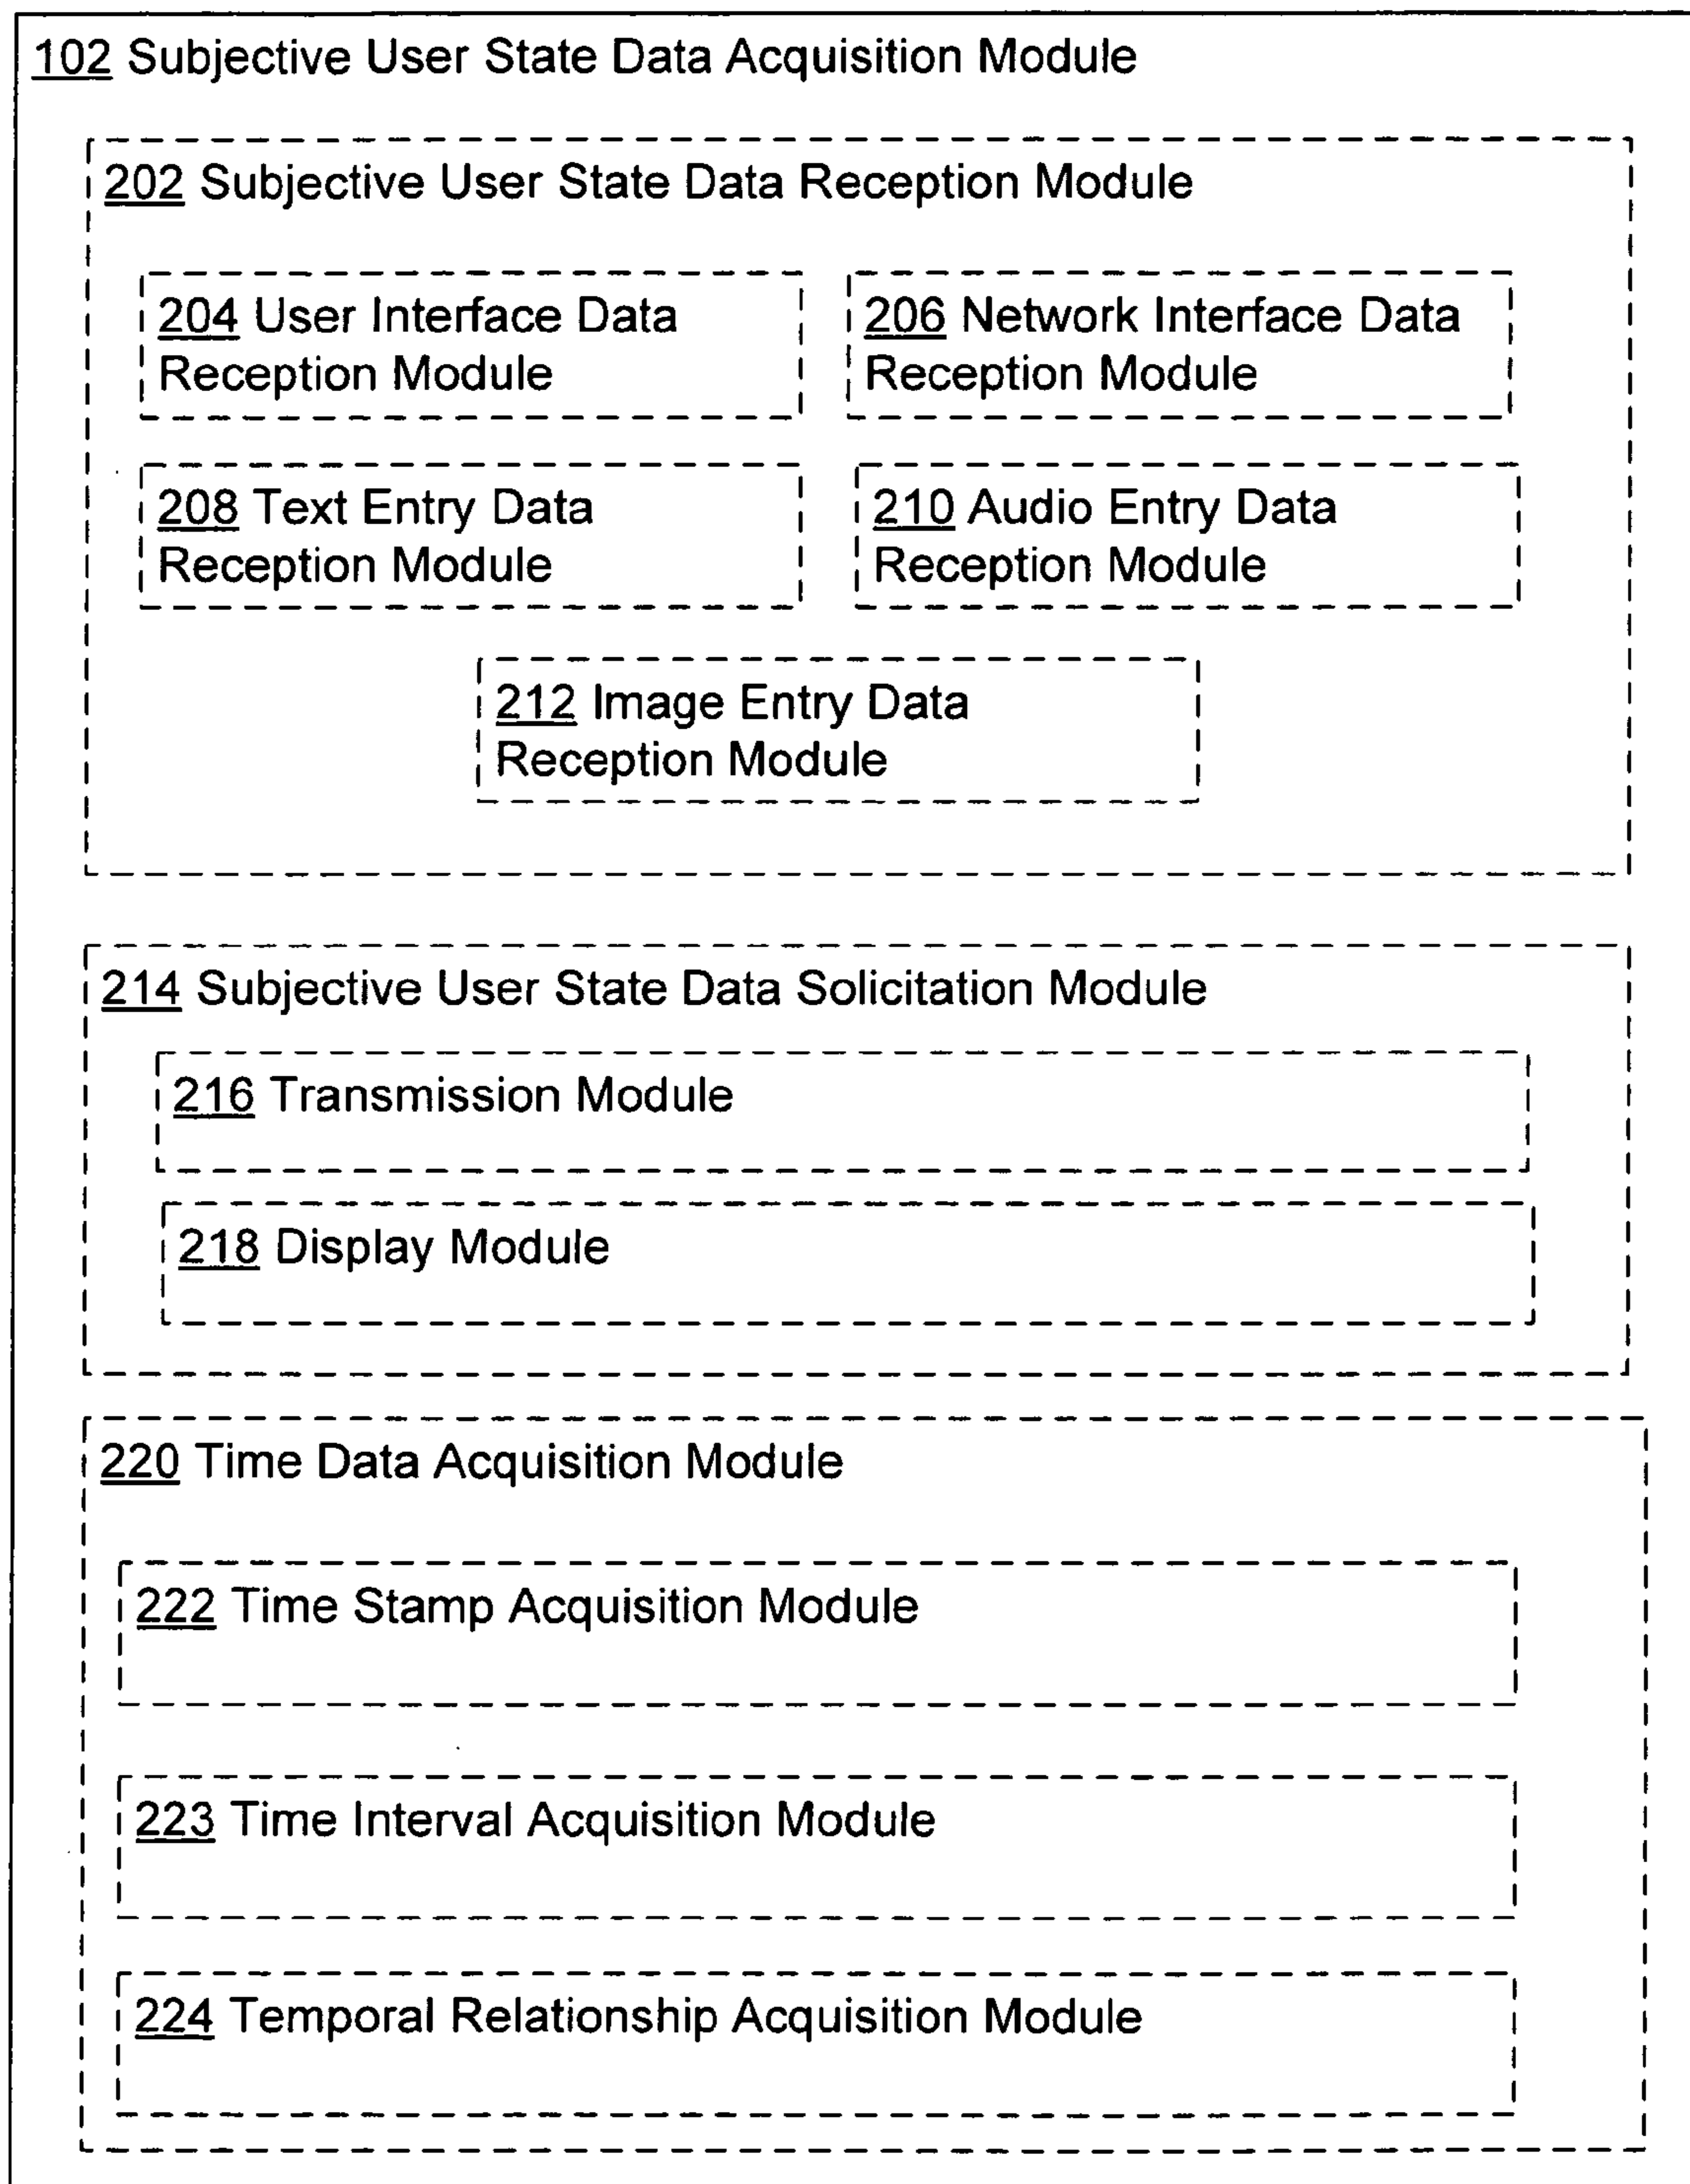 102 Subjective User State Data Acquisition Module
202 Subjective User State Data Reception Module
204 User Interface Data
Reception Module
206 Network Interface Data
Reception Module
208 Text Entry Data
Reception Module
210 Audio Entry Data
Reception Module
212 Image Entry Data
Reception Module
214 Subjective User State Data Solicitation Module
216 Transmission Module
218 Display Module
220 Time Data Acquisition Module
222 Time Stamp Acquisition Module
223 Time Interval Acquisition Module
224 Temporal Relationship Acquisition Module